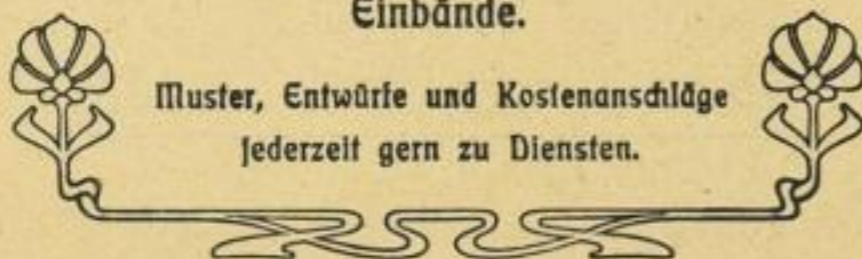 Einbände.
Muster, Entwürfe und Kostenanschläge
jederzeit gern zu Diensten.